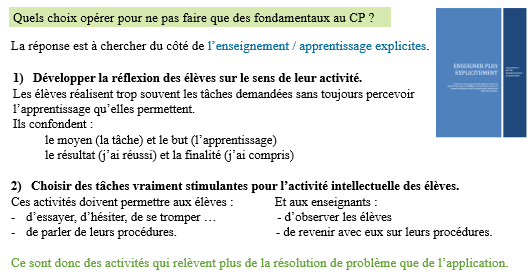 Quels choix opérer pour ne pas faire que des fondamentaux au CP ?
La réponse est à chercher du côté de l'enseignement / apprentissage explicites.
ENSEIGNER PLUS
EXPLICITEMENT
1) Développer la réflexion des élèves sur le sens de leur activité.
Les élèves réalisent trop souvent les tâches demandées sans toujours percevoir
l'apprentissage qu'elles permettent.
Ils confondent :
le moyen (la tâche) et le but (l'apprentissage)
le résultat (j'ai réussi) et la finalité (j'ai compris)
2) Choisir des tâches vraiment stimulantes pour l'activité intellectuelle des élèves.
Ces activités doivent permettre aux élèves : Et aux enseignants :
- d'essayer, d'hésiter, de se tromper … - d'observer les élèves
- de parler de leurs procédures. - de revenir avec eux sur leurs procédures.
Ce sont donc des activités qui relèvent plus de la résolution de problème que de l'application.